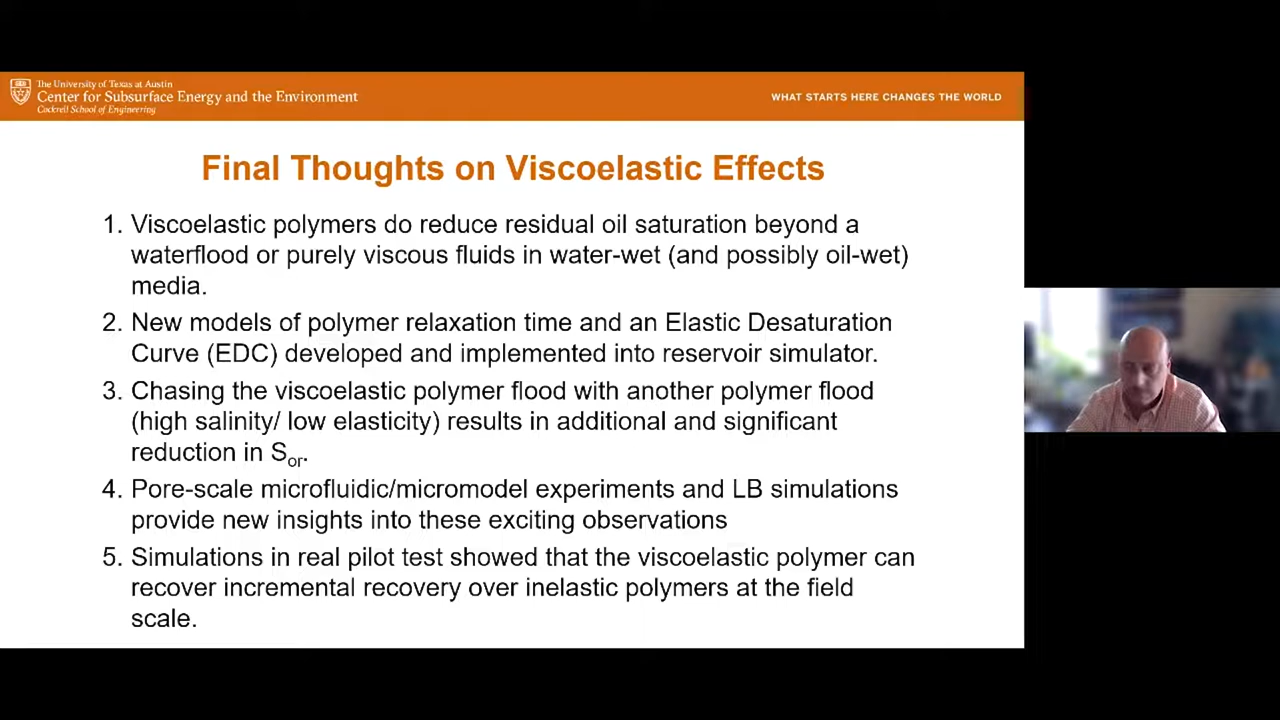 The University of Texas at Austin
Center for Subsurface Energy and the Environment
Cockrell School of Engineering
WHAT STARTS HERE CHANGES THE WORLD
Final Thoughts on Viscoelastic Effects
1. Viscoelastic polymers do reduce residual oil saturation beyond a
waterflood or purely viscous fluids in water-wet (and possibly oil-wet)
media.
2. New models of polymer relaxation time and an Elastic Desaturation
Curve (EDC) developed and implemented into reservoir simulator.
3. Chasing the viscoelastic polymer flood with another polymer flood
(high salinity/ low elasticity) results in additional and significant
reduction in Sor.
4. Pore-scale microfluidic/micromodel experiments and LB simulations
provide new insights into these exciting observations
5. Simulations in real pilot test showed that the viscoelastic polymer can
recover incremental recovery over inelastic polymers at the field
scale.